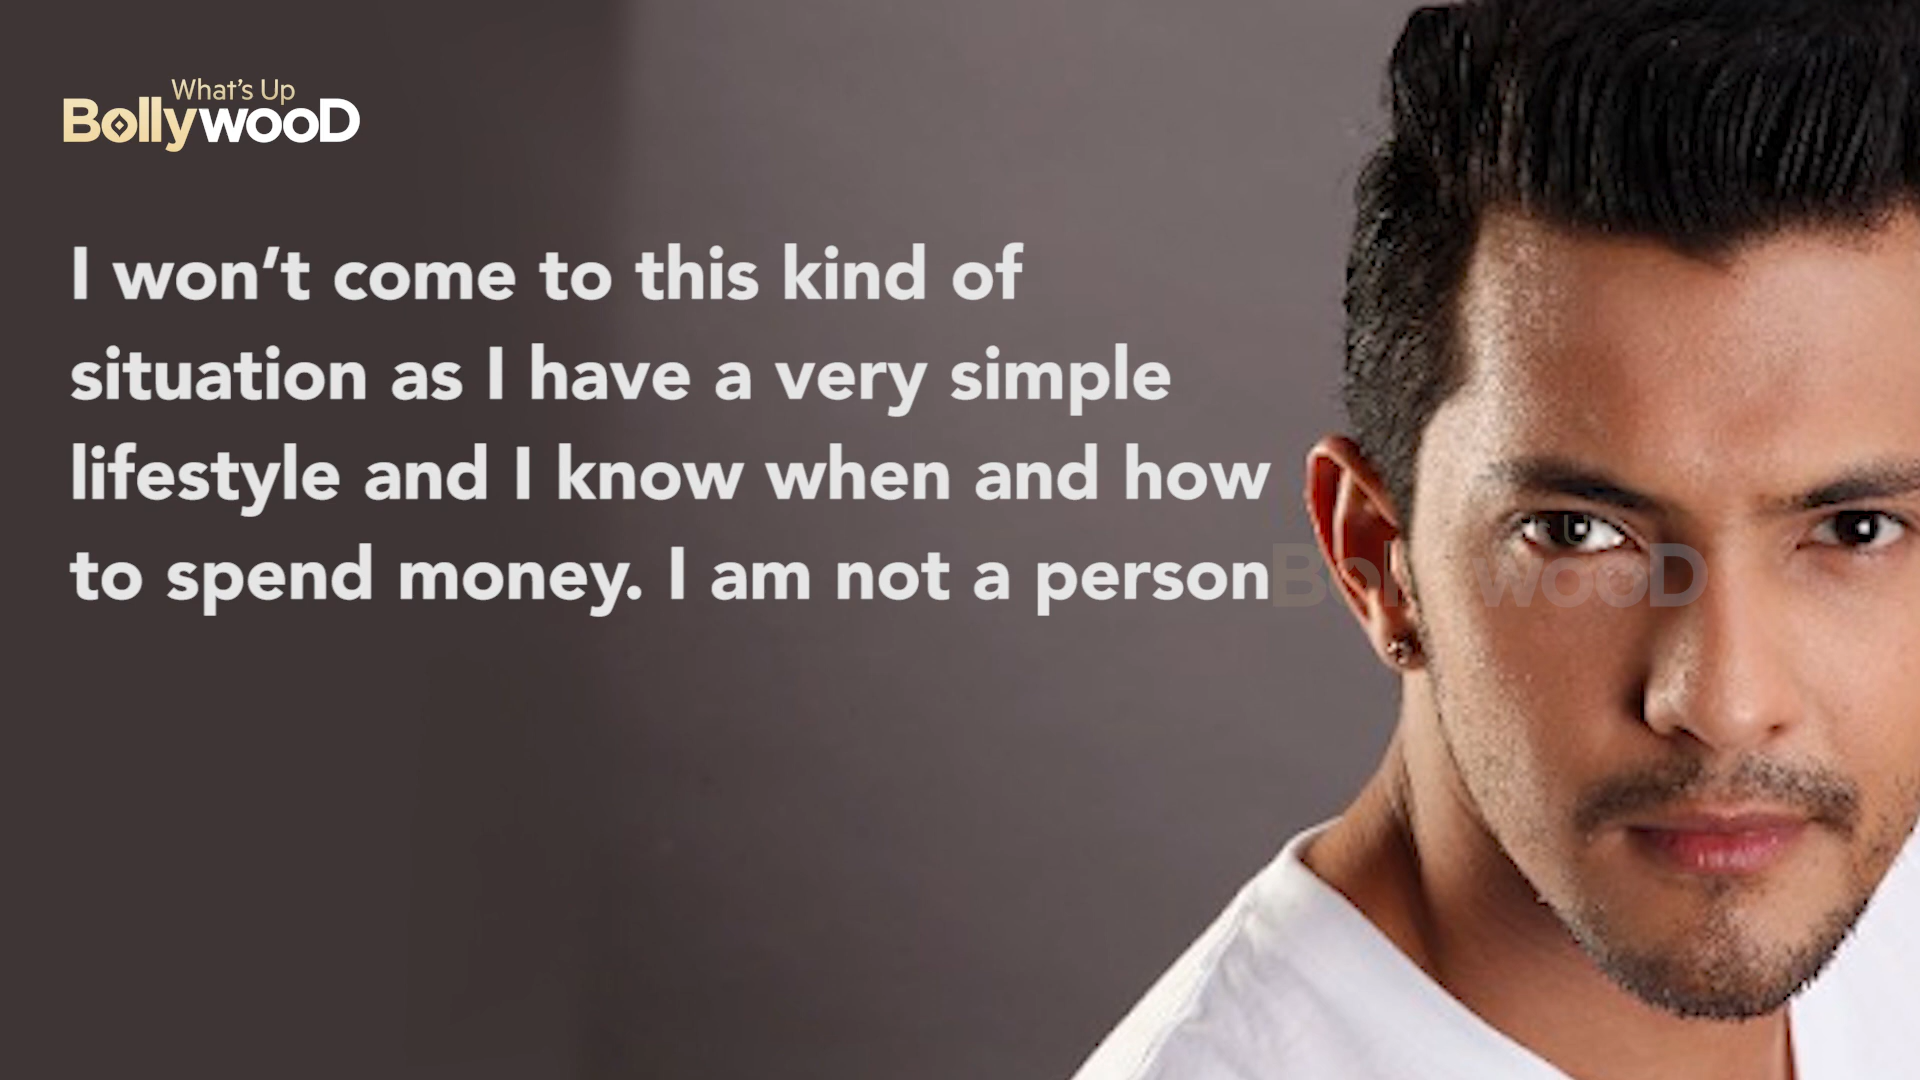 What's Up
BollywooD
I won't come to this kind of
situation as I have a very simple
lifestyle and I know when and how
to spend money. I am not a person
BollywooD